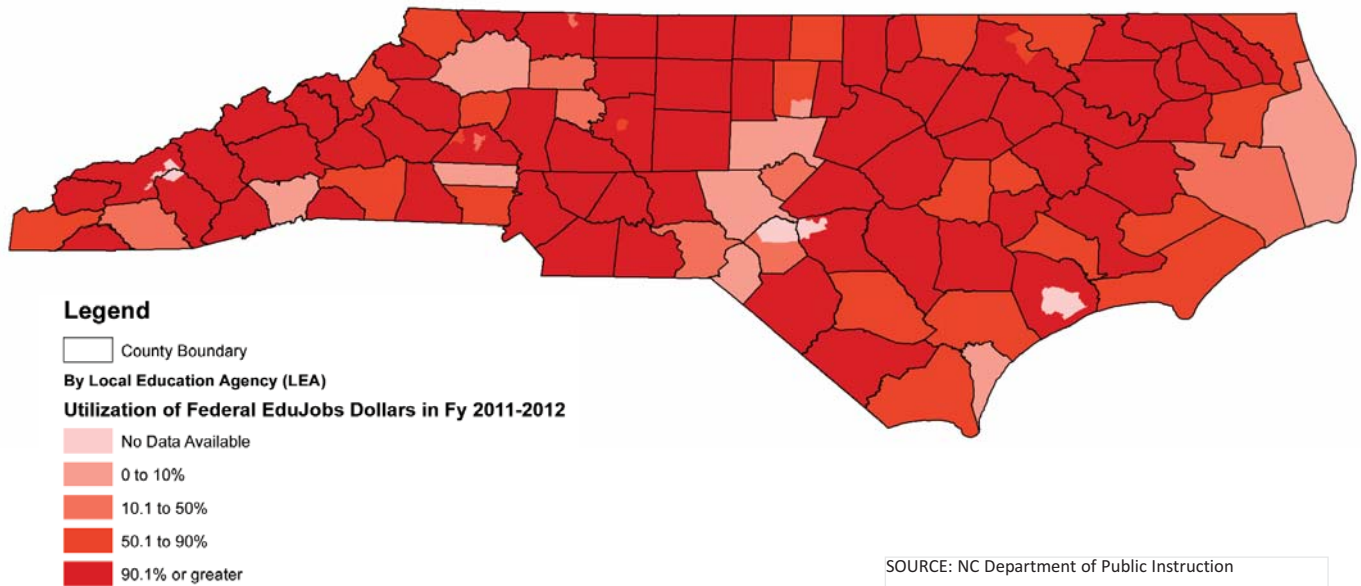 Legend
County Boundary
By Local Education Agency (LEA)
Utilization of Federal EduJobs Dollars in Fy 2011-2012
No Data Available
0 to 10%
10.1 to 50%
50.1 to 90%
90.1% or greater
SOURCE: NC Department of Public Instruction